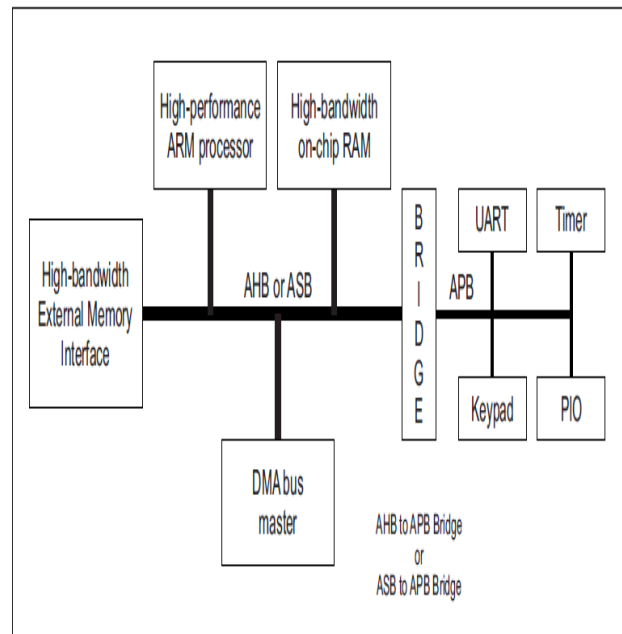 High-performance
ARM processor
High-bandwidth
on-chip RAM
High-bandwidth
External Memory
Interface
AHB or ASB
B
R
I
D
G
E
APB
UART
Timer
Keypad
PIO
DMA bus
master
AHB to APB Bridge
or
ASB to APB Bridge